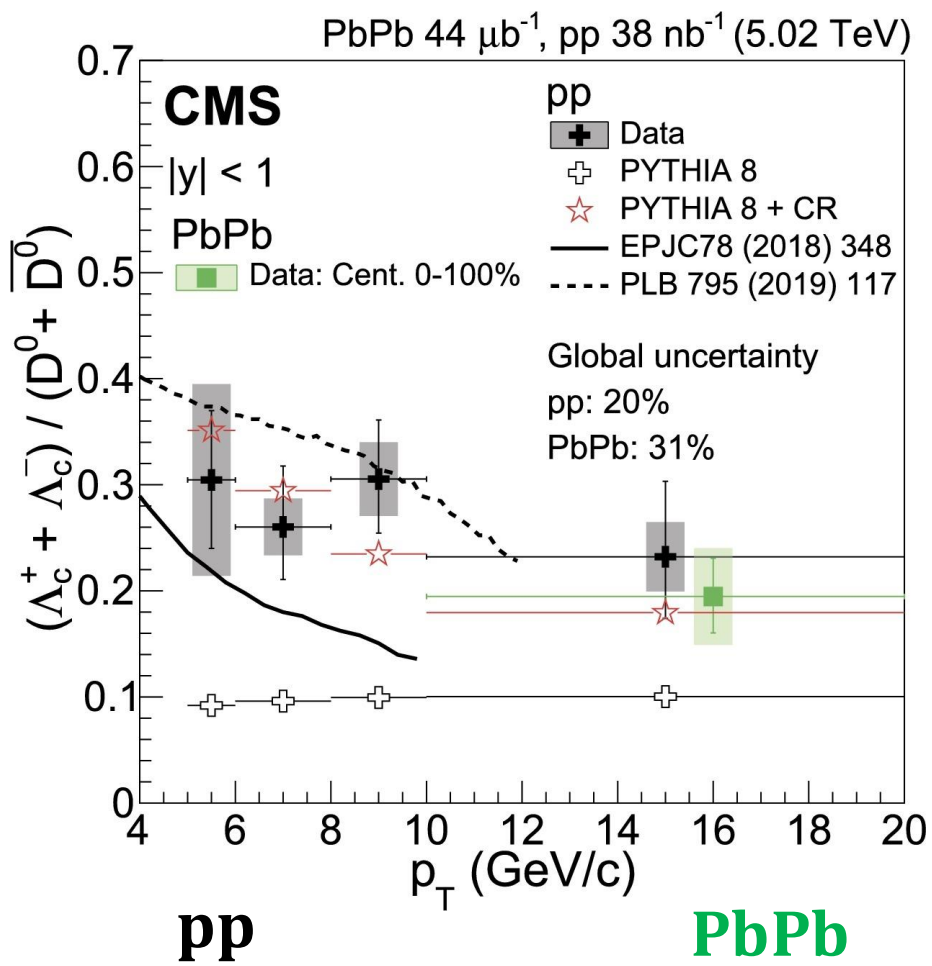 PbPb 44 μb⁻¹, pp 38 nb⁻¹ (5.02 TeV)
CMS
|y| < 1
PbPb
Data: Cent. 0-100%
pp
Data
PYTHIA 8
PYTHIA 8 + CR
EPJC78 (2018) 348
PLB 795 (2019) 117
Global uncertainty
pp: 20%
PbPb: 31%
(Λc⁺ + Λ̅c⁻) / (D⁰ + D̅⁰)
0.7
0.6
0.5
0.4
0.3
0.2
0.1
0
4 6 8 10 12 14 16 18 20
pT (GeV/c)
pp PbPb